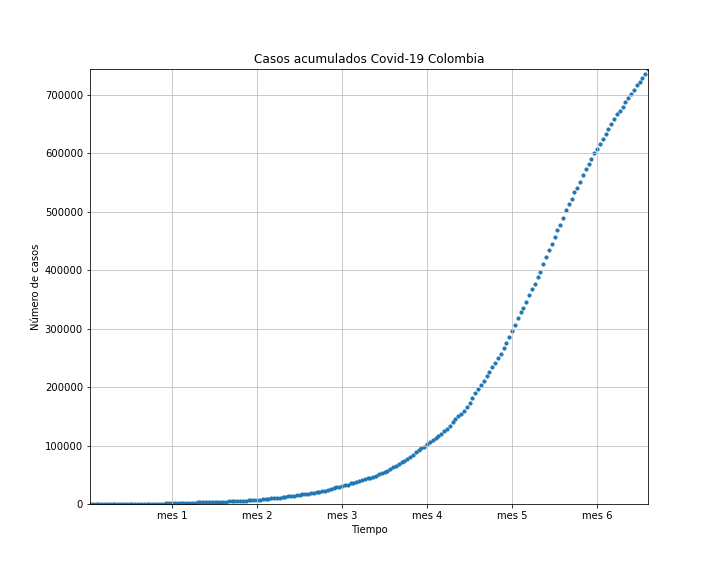 Casos acumulados Covid-19 Colombia
700000
600000
500000
400000
300000
200000
100000
0
Número de casos
mes 1 mes 2 mes 3 mes 4 mes 5 mes 6
Tiempo